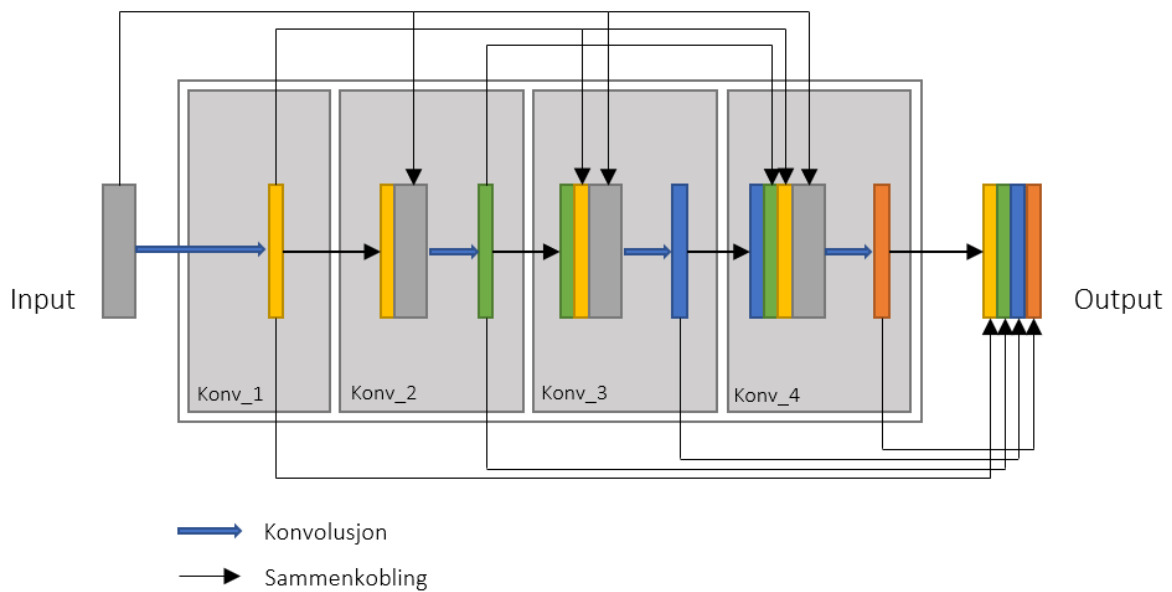 Input
Konv_1
Konv_2
Konv_3
Konv_4
Output
Konvolusjon
Sammenkobling